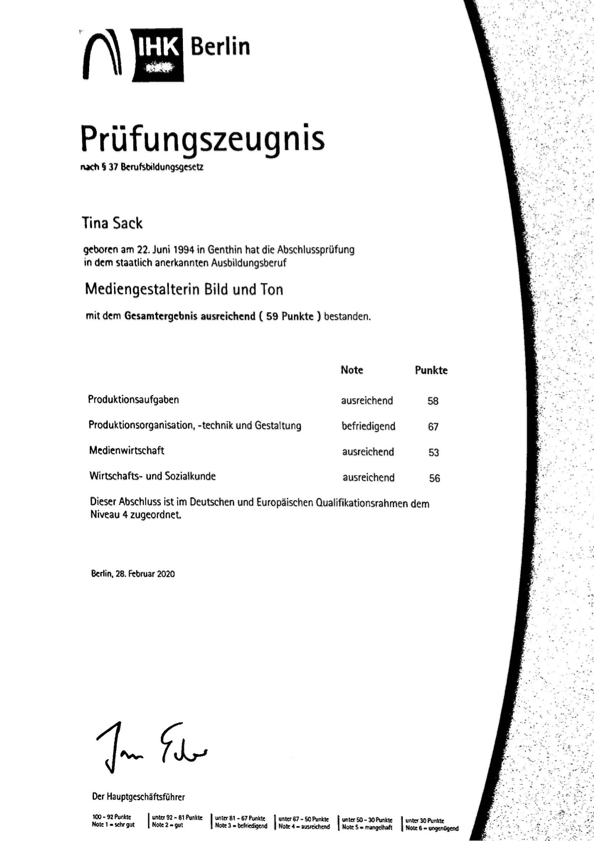 IHK Berlin
Prüfungszeugnis
nach § 37 Berufsbildungsgesetz
Tina Sack
geboren am 22. Juni 1994 in Genthin hat die Abschlussprüfung
in dem staatlich anerkannten Ausbildungsberuf
Mediengestalterin Bild und Ton
mit dem Gesamtergebnis ausreichend ( 59 Punkte ) bestanden.
Note Punkte
Produktionsaufgaben ausreichend 58
Produktionsorganisation, -technik und Gestaltung befriedigend 67
Medienwirtschaft ausreichend 53
Wirtschafts- und Sozialkunde ausreichend 56
Dieser Abschluss ist im Deutschen und Europäischen Qualifikationsrahmen dem
Niveau 4 zugeordnet.
Berlin, 28. Februar 2020
Der Hauptgeschäftsführer
100 – 92 Punkte unter 92 – 81 Punkte unter 81 – 67 Punkte unter 67 – 50 Punkte unter 50 – 30 Punkte unter 30 Punkte
Note 1 = sehr gut Note 2 = gut Note 3 = befriedigend Note 4 = ausreichend Note 5 = mangelhaft Note 6 = ungenügend